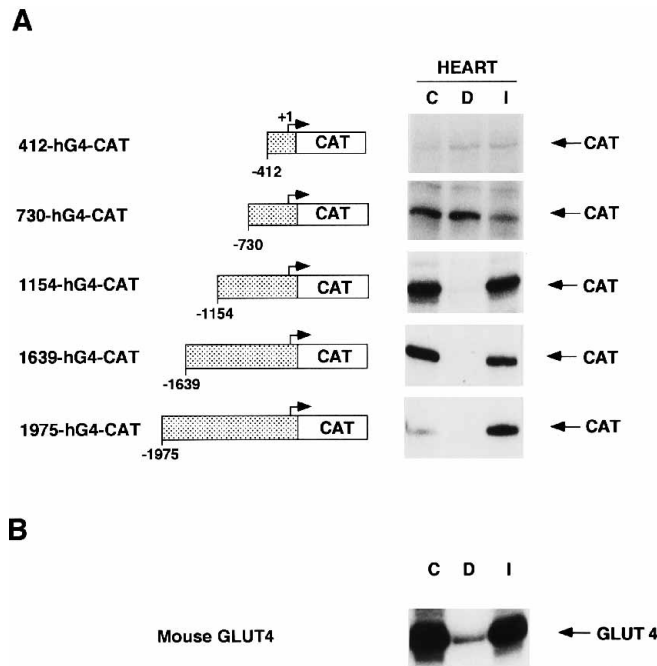 A
HEART
C D I
+1
412-hG4-CAT CAT CAT
-412
730-hG4-CAT CAT CAT
-730
1154-hG4-CAT CAT CAT
-1154
1639-hG4-CAT CAT CAT
-1639
1975-hG4-CAT CAT CAT
-1975
B
C D I
Mouse GLUT4 GLUT 4